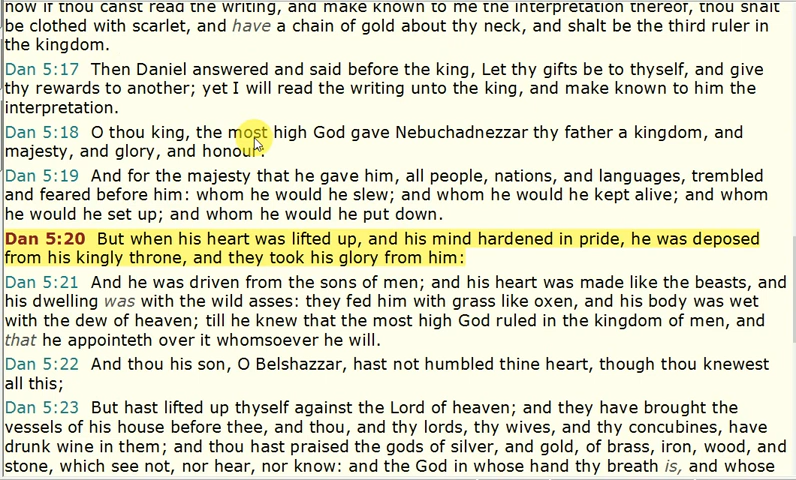 now if thou canst read the writing, and make known to me the interpretation thereof, thou shalt
be clothed with scarlet, and have a chain of gold about thy neck, and shalt be the third ruler in
the kingdom.
Dan 5:17 Then Daniel answered and said before the king, Let thy gifts be to thyself, and give
thy rewards to another; yet I will read the writing unto the king, and make known to him the
interpretation.
Dan 5:18 O thou king, the most high God gave Nebuchadnezzar thy father a kingdom, and
majesty, and glory, and honour:
Dan 5:19 And for the majesty that he gave him, all people, nations, and languages, trembled
and feared before him: whom he would he slew; and whom he would he kept alive; and whom
he would he set up; and whom he would he put down.
Dan 5:20 But when his heart was lifted up, and his mind hardened in pride, he was deposed
from his kingly throne, and they took his glory from him:
Dan 5:21 And he was driven from the sons of men; and his heart was made like the beasts, and
his dwelling was with the wild asses: they fed him with grass like oxen, and his body was wet
with the dew of heaven; till he knew that the most high God ruled in the kingdom of men, and
that he appointeth over it whomsoever he will.
Dan 5:22 And thou his son, O Belshazzar, hast not humbled thine heart, though thou knewest
all this;
Dan 5:23 But hast lifted up thyself against the Lord of heaven; and they have brought the
vessels of his house before thee, and thou, and thy lords, thy wives, and thy concubines, have
drunk wine in them; and thou hast praised the gods of silver, and gold, of brass, iron, wood, and
stone, which see not, nor hear, nor know: and the God in whose hand thy breath is, and whose